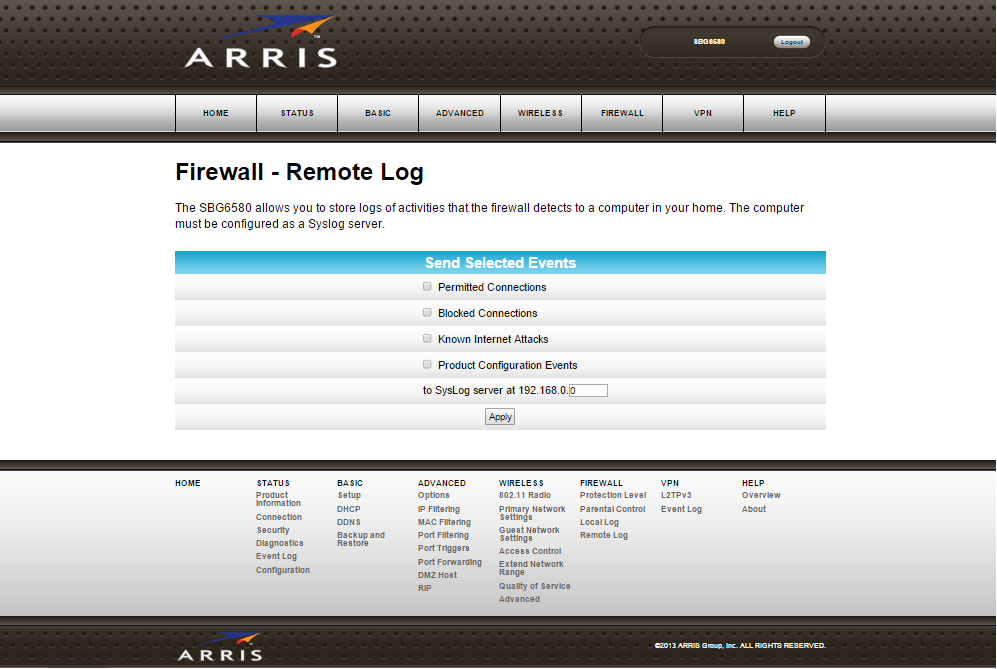 ARRIS
TM
SBG6580
Logout
HOME STATUS BASIC ADVANCED WIRELESS FIREWALL VPN HELP
Firewall - Remote Log
The SBG6580 allows you to store logs of activities that the firewall detects to a computer in your home. The computer
must be configured as a Syslog server.
Send Selected Events
Permitted Connections
Blocked Connections
Known Internet Attacks
Product Configuration Events
to SysLog server at 192.168.0.0
Apply
HOME
STATUS
Product
Information
Connection
Security
Diagnostics
Event Log
Configuration
BASIC
Setup
DHCP
DDNS
Backup and
Restore
ADVANCED
Options
IP Filtering
MAC Filtering
Port Filtering
Port Triggers
Port Forwarding
DMZ Host
RIP
WIRELESS
802.11 Radio
Primary Network
Settings
Guest Network
Settings
Access Control
Extend Network
Range
Quality of Service
Advanced
FIREWALL
Protection Level
Parental Control
Local Log
Remote Log
VPN
L2TPv3
Event Log
HELP
Overview
About
ARRIS
©2013 ARRIS Group, Inc. ALL RIGHTS RESERVED.